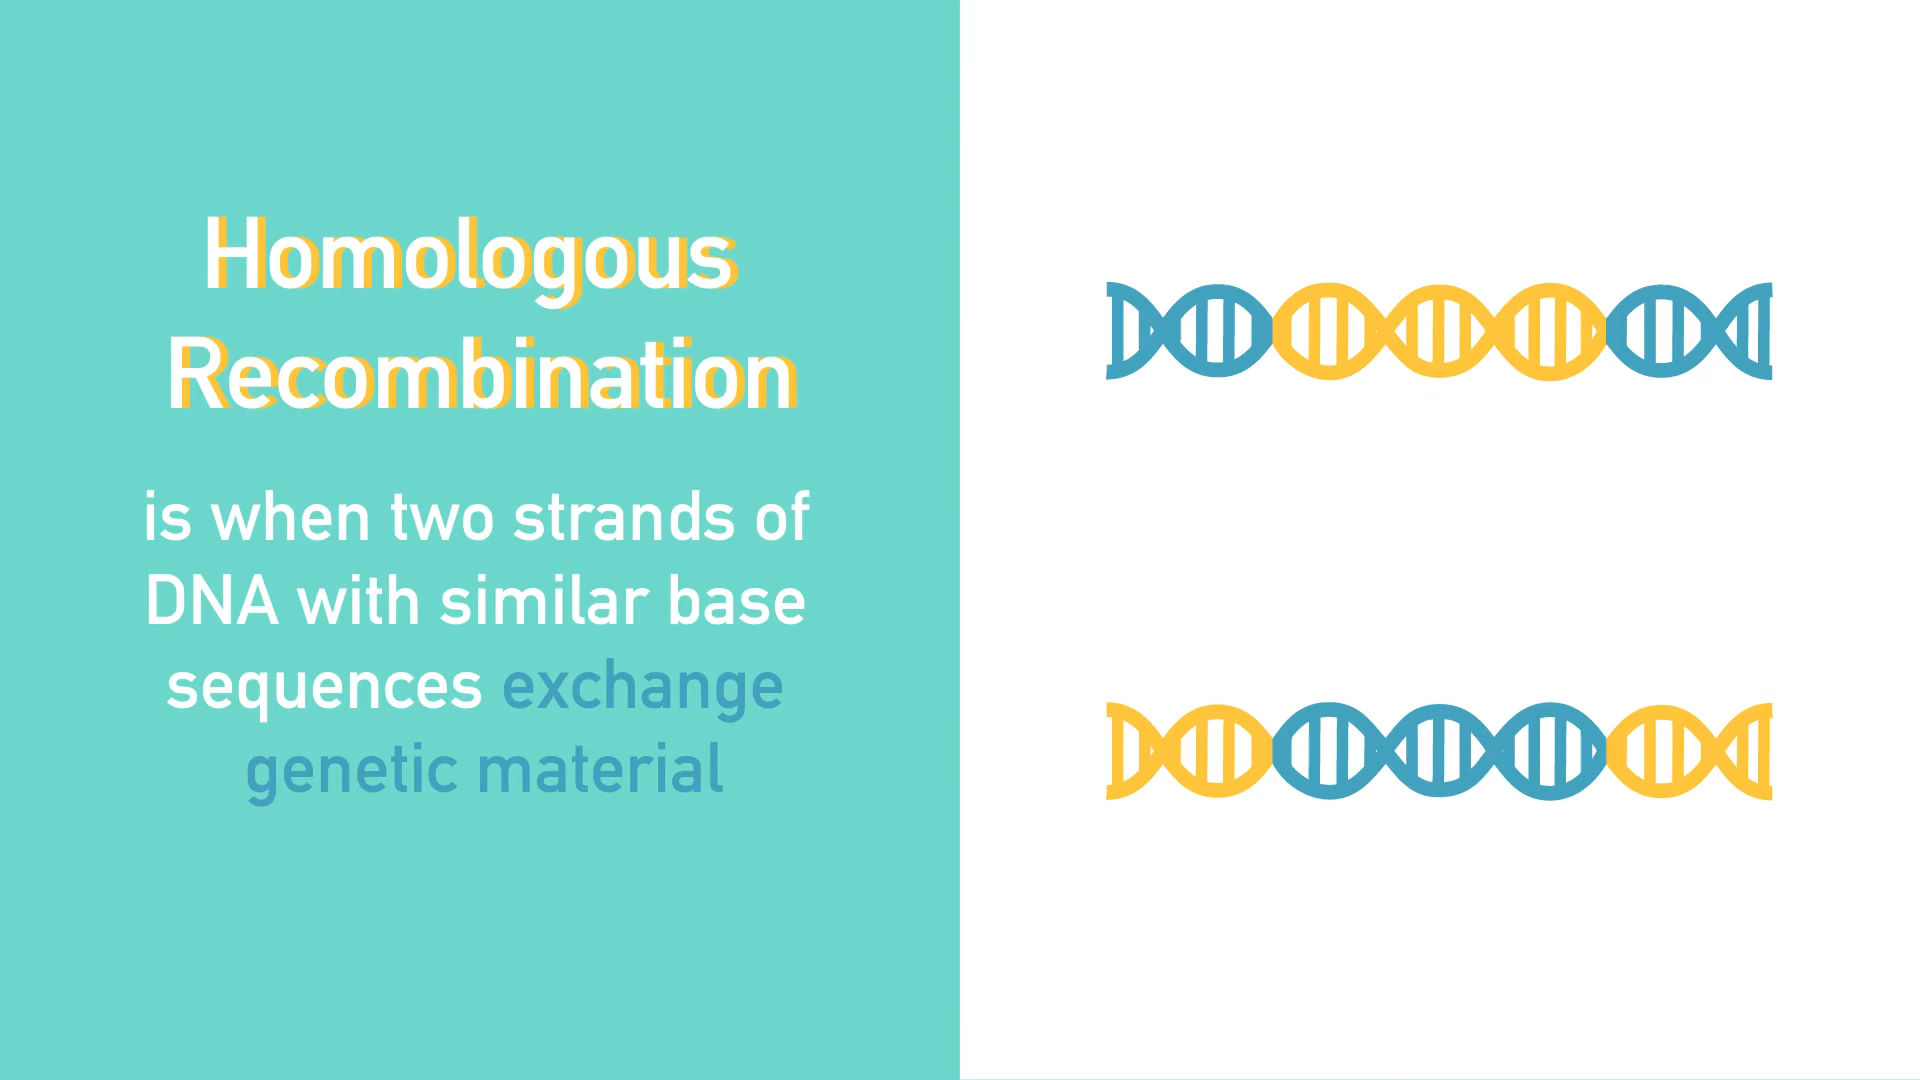 Homologous
Recombination
is when two strands of
DNA with similar base
sequences exchange
genetic material